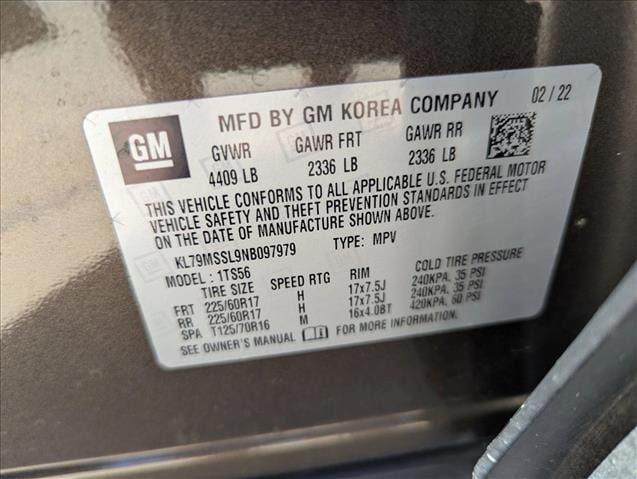 MFD BY GM KOREA COMPANY 02 / 22
GM
GVWR GAWR FRT GAWR RR
4409 LB 2336 LB 2336 LB
THIS VEHICLE CONFORMS TO ALL APPLICABLE U.S. FEDERAL MOTOR
VEHICLE SAFETY AND THEFT PREVENTION STANDARDS IN EFFECT
ON THE DATE OF MANUFACTURE SHOWN ABOVE.
KL79MSSL9NB097979 TYPE: MPV
MODEL: 1TS56
TIRE SIZE SPEED RTG RIM COLD TIRE PRESSURE
FRT 225/60R17 H 17x7.5J 240KPA, 35 PSI
RR 225/60R17 H 17x7.5J 240KPA, 35 PSI
SPA T125/70R16 M 16x4.0BT 420KPA, 60 PSI
SEE OWNER'S MANUAL FOR MORE INFORMATION.